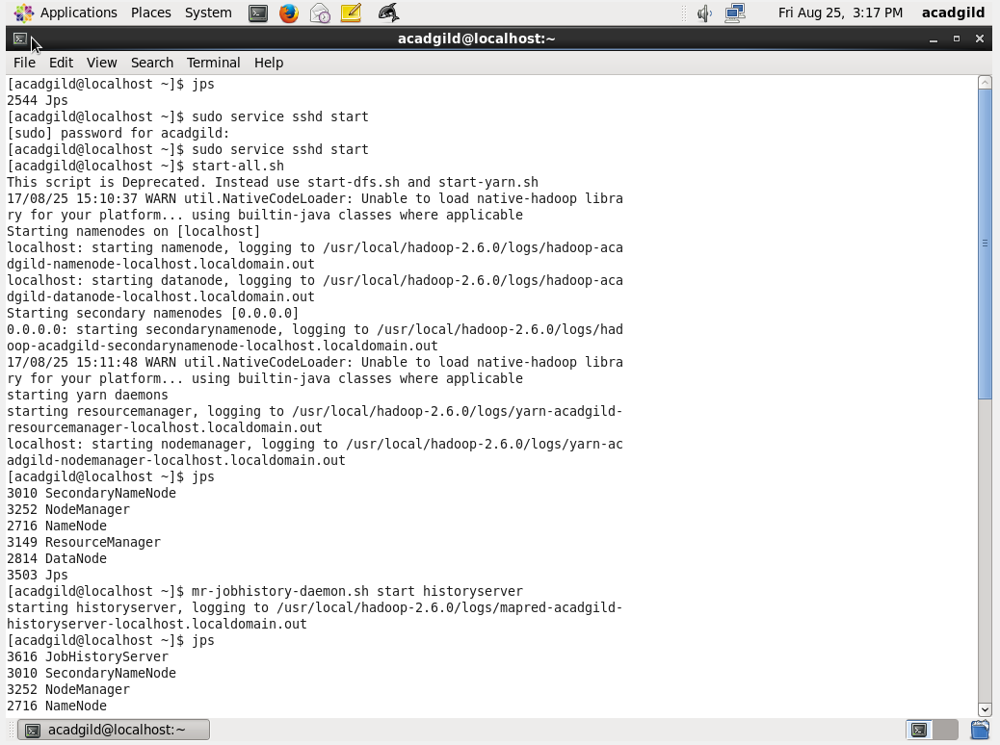 Applications Places System Fri Aug 25, 3:17 PM acadgild
acadgild@localhost:~
File Edit View Search Terminal Help
[acadgild@localhost ~]$ jps
2544 Jps
[acadgild@localhost ~]$ sudo service sshd start
[sudo] password for acadgild:
[acadgild@localhost ~]$ sudo service sshd start
[acadgild@localhost ~]$ start-all.sh
This script is Deprecated. Instead use start-dfs.sh and start-yarn.sh
17/08/25 15:10:37 WARN util.NativeCodeLoader: Unable to load native-hadoop libra
ry for your platform... using builtin-java classes where applicable
Starting namenodes on [localhost]
localhost: starting namenode, logging to /usr/local/hadoop-2.6.0/logs/hadoop-aca
dgild-namenode-localhost.localdomain.out
localhost: starting datanode, logging to /usr/local/hadoop-2.6.0/logs/hadoop-aca
dgild-datanode-localhost.localdomain.out
Starting secondary namenodes [0.0.0.0]
0.0.0.0: starting secondarynamenode, logging to /usr/local/hadoop-2.6.0/logs/had
oop-acadgild-secondarynamenode-localhost.localdomain.out
17/08/25 15:11:48 WARN util.NativeCodeLoader: Unable to load native-hadoop libra
ry for your platform... using builtin-java classes where applicable
starting yarn daemons
starting resourcemanager, logging to /usr/local/hadoop-2.6.0/logs/yarn-acadgild-
resourcemanager-localhost.localdomain.out
localhost: starting nodemanager, logging to /usr/local/hadoop-2.6.0/logs/yarn-ac
adgild-nodemanager-localhost.localdomain.out
[acadgild@localhost ~]$ jps
3010 SecondaryNameNode
3252 NodeManager
2716 NameNode
3149 ResourceManager
2814 DataNode
3503 Jps
[acadgild@localhost ~]$ mr-jobhistory-daemon.sh start historyserver
starting historyserver, logging to /usr/local/hadoop-2.6.0/logs/mapred-acadgild-
historyserver-localhost.localdomain.out
[acadgild@localhost ~]$ jps
3616 JobHistoryServer
3010 SecondaryNameNode
3252 NodeManager
2716 NameNode
acadgild@localhost:~